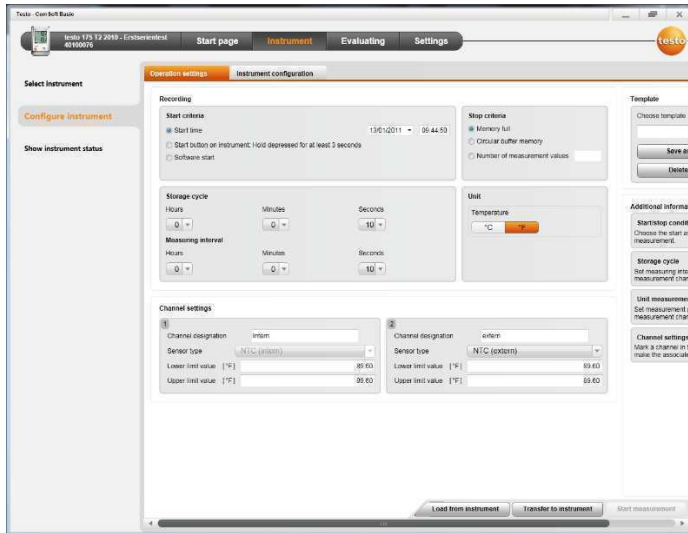 Testo - ComSoft Basic
testo 175 T2 2010 - Erstserientest
40100076
Start page
Instrument
Evaluating
Settings
testo
Select instrument
Configure instrument
Show instrument status
Operation settings
Instrument configuration
Recording
Start criteria
Start time
13/01/2011
09:44:50
Start button on instrument: Hold depressed for at least 3 seconds
Software start
Stop criteria
Memory full
Circular buffer memory
Number of measurement values
Storage cycle
Hours Minutes Seconds
0 0 10
Measuring interval
Hours Minutes Seconds
0 0 10
Unit
Temperature
°C °F
Channel settings
1
Channel designation intern
Sensor type NTC (intern)
Lower limit value [°F] 89.60
Upper limit value [°F] 89.60
2
Channel designation extern
Sensor type NTC (extern)
Lower limit value [°F] 89.60
Upper limit value [°F] 89.60
Template
Choose template
Save as
Delete
Additional informa
Start/stop condi
Choose the start a
measurement.
Storage cycle
Set measuring inte
measurement chan
Unit measureme
Set measurement
measurement chan
Channel settings
Mark a channel in
make the associate
Load from instrument
Transfer to instrument
Start measurement